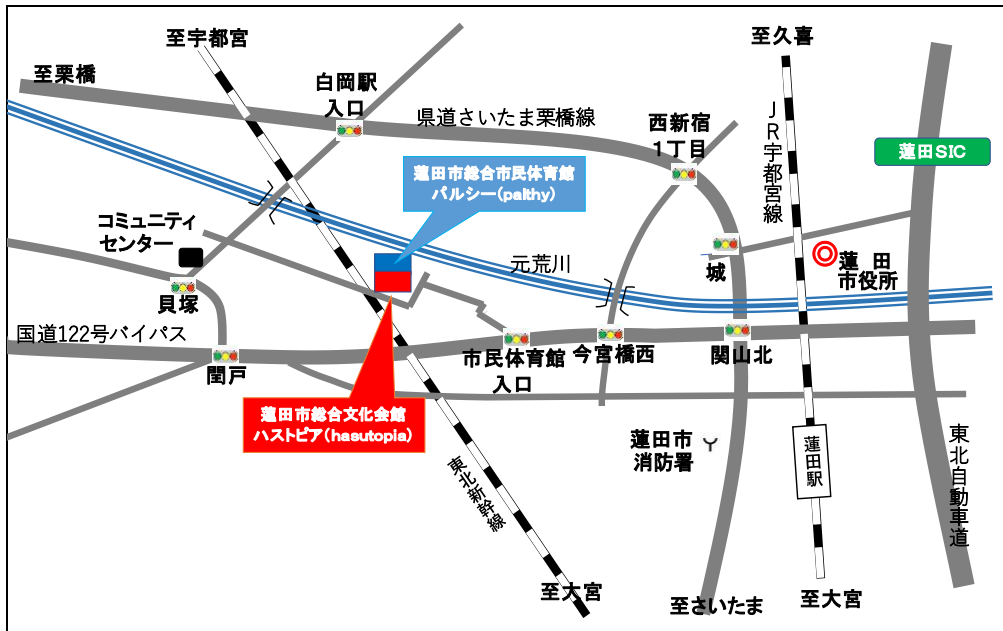 至宇都宮
至久喜
至栗橋
白岡駅
入口
県道さいたま栗橋線
西新宿
1丁目
JR宇都宮線
蓮田SIC
蓮田市総合市民体育館
パルシー(palthy)
コミュニティ
センター
元荒川
城
蓮 田
市役所
貝塚
国道122号バイパス
閏戸
市民体育館
入口
今宮橋西
関山北
蓮田市総合文化会館
ハストピア(hasutopia)
蓮田市
消防署
蓮田駅
東北自動車道
東北新幹線
至大宮
至さいたま
至大宮